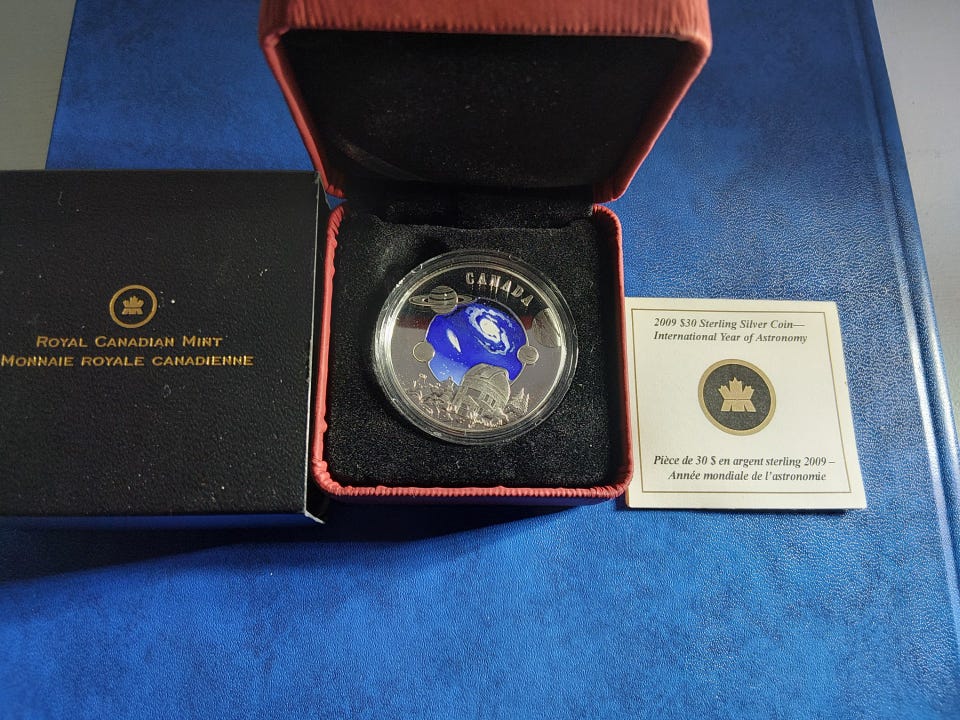 ROYAL CANADIAN MINT
MONNAIE ROYALE CANADIENNE
CANADA
2009 $30 Sterling Silver Coin—
International Year of Astronomy
Pièce de 30 $ en argent sterling 2009 –
Année mondiale de l'astronomie